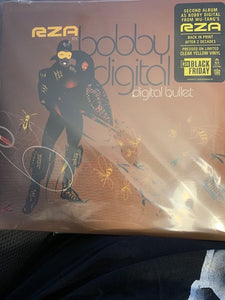 RZA
bobby
digital
digital bullet
SECOND ALBUM
AS BOBBY DIGITAL
FROM WU-TANG'S
RZA
BACK IN PRINT
AFTER 2 DECADES
PRESSED ON LIMITED
CLEAR YELLOW VINYL
BLACK
FRIDAY